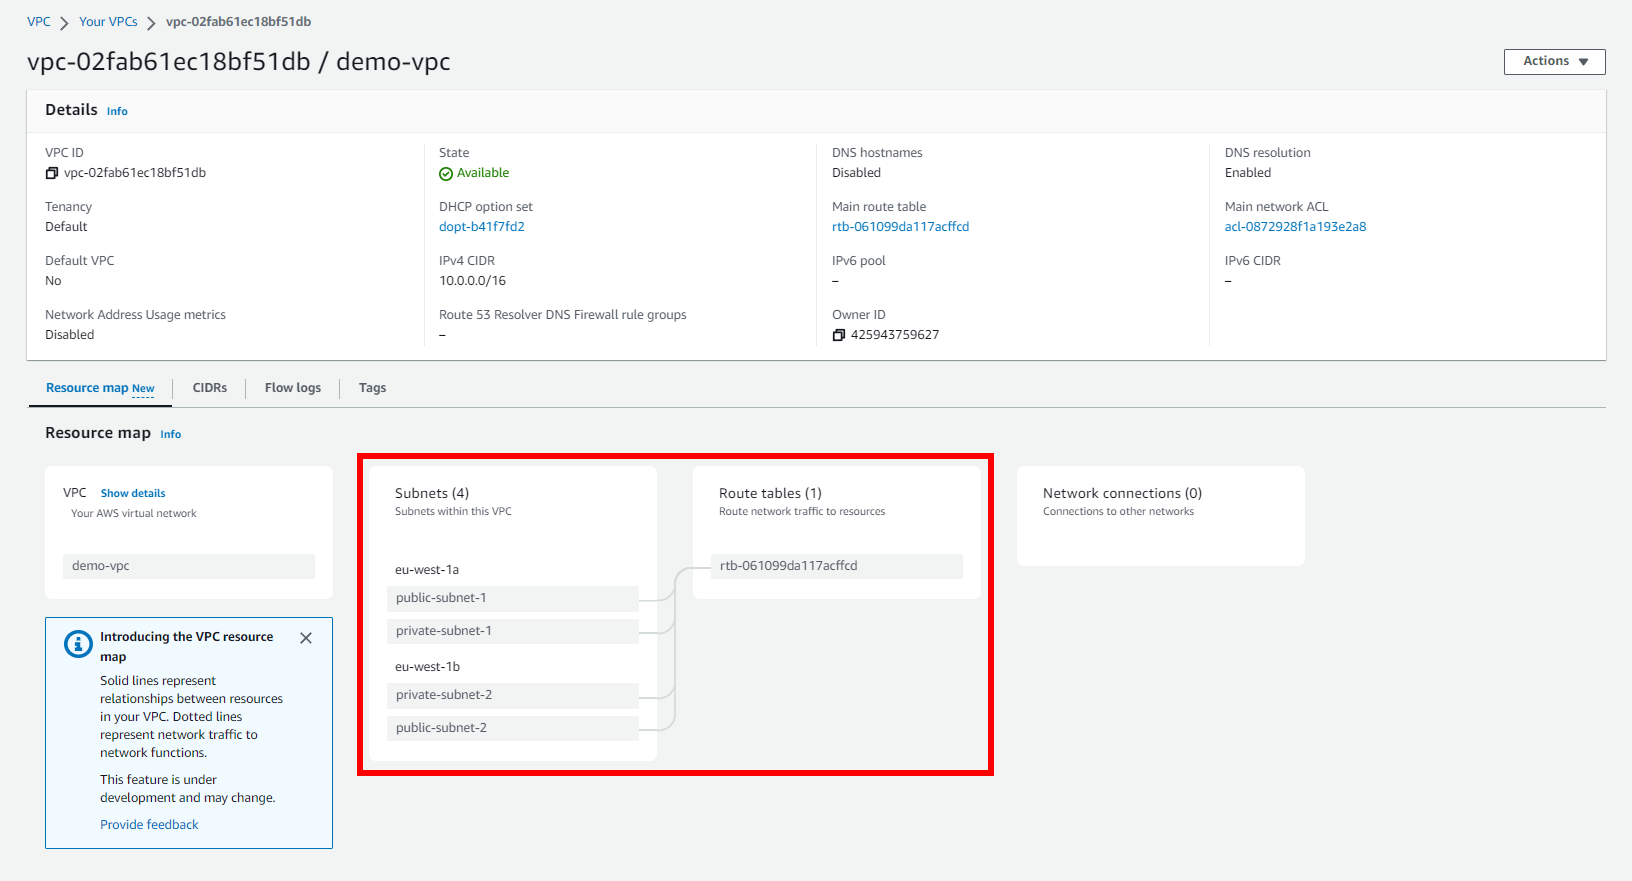 VPC > Your VPCs > vpc-02fab61ec18bf51db
vpc-02fab61ec18bf51db / demo-vpc
Actions ▼
Details Info
VPC ID
vpc-02fab61ec18bf51db
State
Available
DNS hostnames
Disabled
DNS resolution
Enabled
Tenancy
Default
DHCP option set
dopt-b41f7fd2
Main route table
rtb-061099da117acffcd
Main network ACL
acl-0872928f1a193e2a8
Default VPC
No
IPv4 CIDR
10.0.0.0/16
IPv6 pool
–
IPv6 CIDR
–
Network Address Usage metrics
Disabled
Route 53 Resolver DNS Firewall rule groups
–
Owner ID
425943759627
Resource map New
CIDRs
Flow logs
Tags
Resource map Info
VPC Show details
Your AWS virtual network
demo-vpc
Introducing the VPC resource
map
Solid lines represent
relationships between resources
in your VPC. Dotted lines
represent network traffic to
network functions.
This feature is under
development and may change.
Provide feedback
Subnets (4)
Subnets within this VPC
eu-west-1a
public-subnet-1
private-subnet-1
eu-west-1b
private-subnet-2
public-subnet-2
Route tables (1)
Route network traffic to resources
rtb-061099da117acffcd
Network connections (0)
Connections to other networks